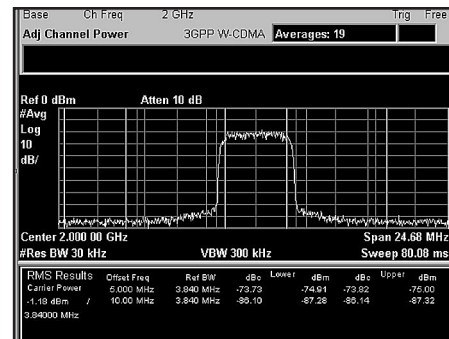 Base Ch Freq 2 GHz Trig Free
Adj Channel Power 3GPP W-CDMA Averages: 19
Ref 0 dBm Atten 10 dB
#Avg
Log
10
dB/
Center 2.000 00 GHz Span 24.68 MHz
#Res BW 30 kHz VBW 300 kHz Sweep 80.08 ms
RMS Results Offset Freq Ref BW dBc Lower dBm dBc Upper dBm
Carrier Power 5.000 MHz 3.840 MHz -73.73 -74.91 -73.82 -75.00
-1.18 dBm / 10.00 MHz 3.840 MHz -86.10 -87.28 -86.14 -87.32
3.84000 MHz